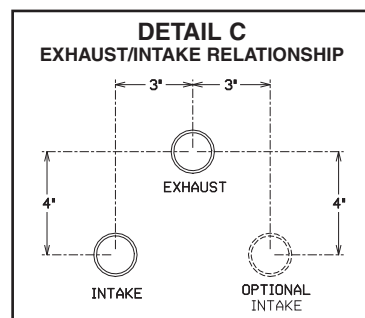 DETAIL C
EXHAUST/INTAKE RELATIONSHIP
3" 3"
EXHAUST
4" 4"
INTAKE OPTIONAL
INTAKE